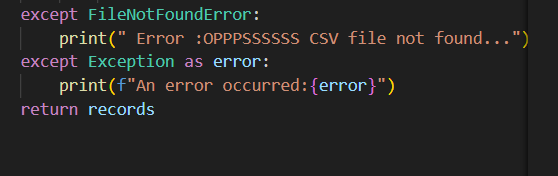 except FileNotFoundError:
print(" Error :OPPPSSSSSS CSV file not found...")
except Exception as error:
print(f"An error occurred:{error}")
return records